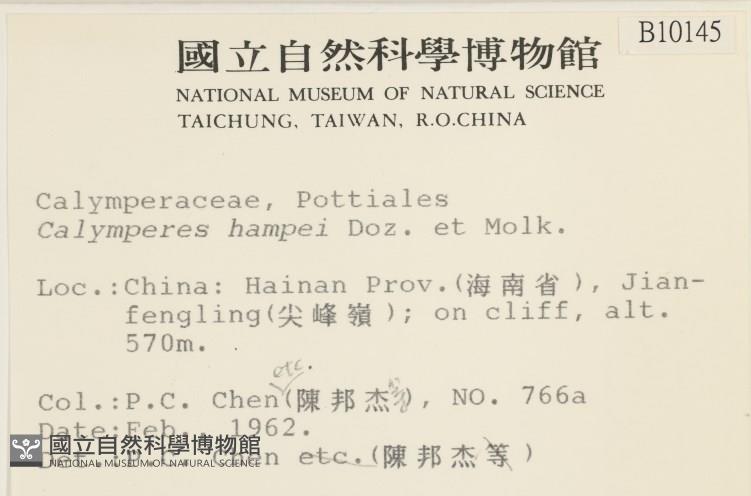 B10145
國立自然科學博物館
NATIONAL MUSEUM OF NATURAL SCIENCE
TAICHUNG, TAIWAN, R.O.CHINA
Calymperaceae, Pottiales
Calymperes hampei Doz. et Molk.
Loc.:China: Hainan Prov.(海南省), Jian-
fengling(尖峰嶺); on cliff, alt.
570m.
etc.
Col.:P.C. Chen(陳邦杰等), NO. 766a
Date:Feb., 1962.
Det.:P.C. Chen etc.(陳邦杰等)
國立自然科學博物館
NATIONAL MUSEUM OF NATURAL SCIENCE